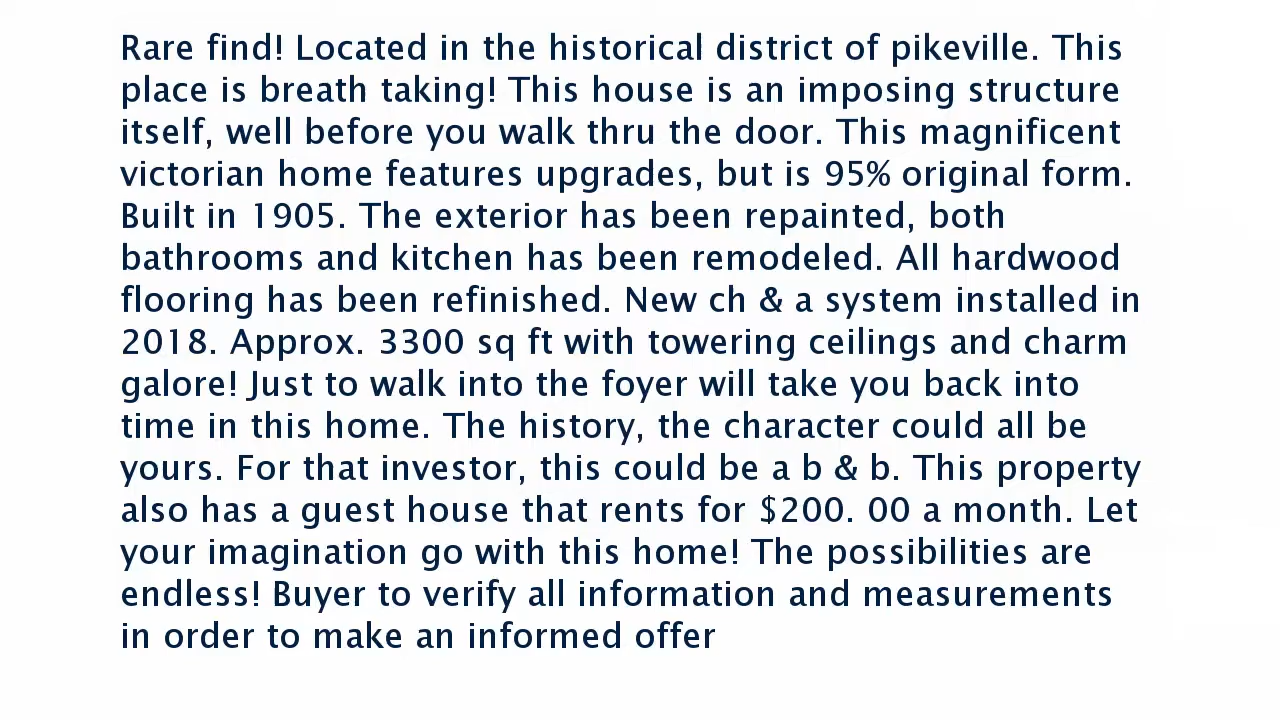 Rare find! Located in the historical district of pikeville. This
place is breath taking! This house is an imposing structure
itself, well before you walk thru the door. This magnificent
victorian home features upgrades, but is 95% original form.
Built in 1905. The exterior has been repainted, both
bathrooms and kitchen has been remodeled. All hardwood
flooring has been refinished. New ch & a system installed in
2018. Approx. 3300 sq ft with towering ceilings and charm
galore! Just to walk into the foyer will take you back into
time in this home. The history, the character could all be
yours. For that investor, this could be a b & b. This property
also has a guest house that rents for $200. 00 a month. Let
your imagination go with this home! The possibilities are
endless! Buyer to verify all information and measurements
in order to make an informed offer